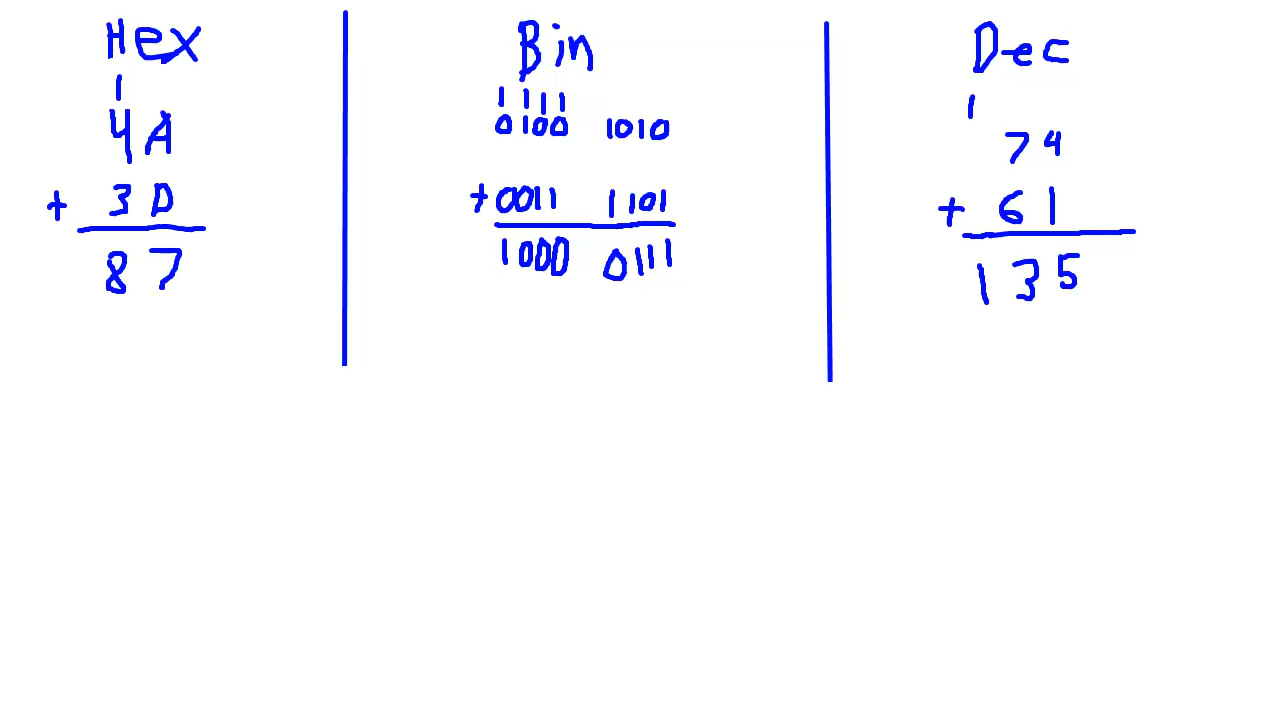 Hex
1
4A
+ 3D
87
Bin
1 1 1 1
0100 1010
+0011 1101
1000 0111
Dec
1
74
+ 61
135